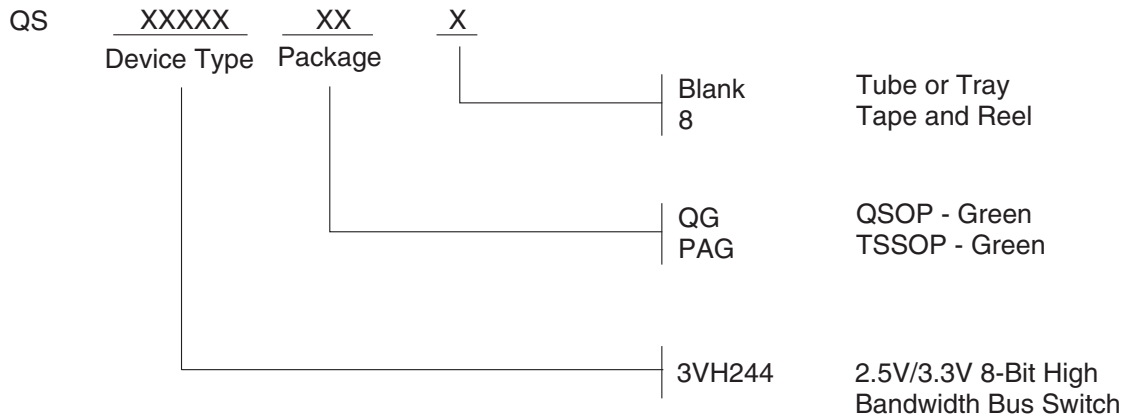 QS XXXXX XX X
Device Type Package
Blank Tube or Tray
8 Tape and Reel
QG QSOP - Green
PAG TSSOP - Green
3VH244 2.5V/3.3V 8-Bit High
Bandwidth Bus Switch